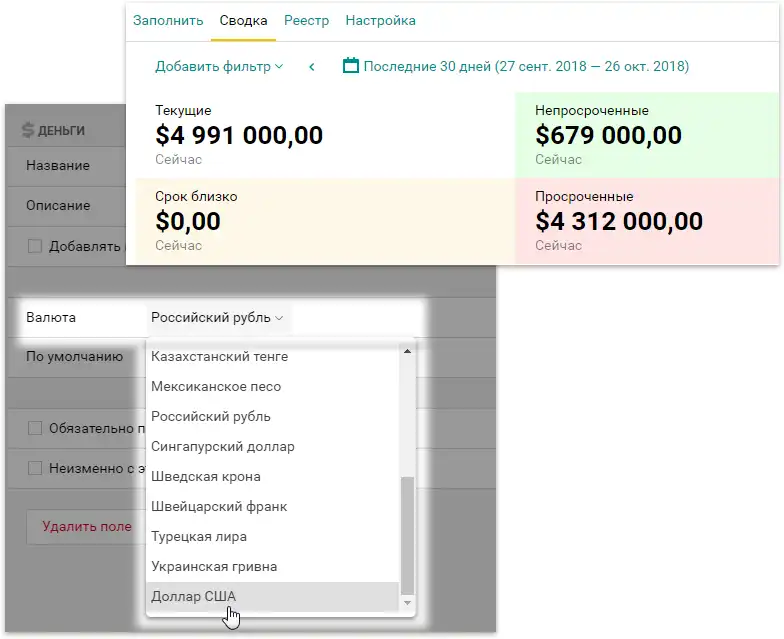 Заполнить Сводка Реестр Настройка
Добавить фильтр Последние 30 дней (27 сент. 2018 — 26 окт. 2018)
Текущие
$4 991 000,00
Сейчас
Непросроченные
$679 000,00
Сейчас
Срок близко
$0,00
Сейчас
Просроченные
$4 312 000,00
Сейчас
ДЕНЬГИ
Название
Описание
Добавлять
Валюта Российский рубль
По умолчанию
Казахстанский тенге
Мексиканское песо
Российский рубль
Сингапурский доллар
Шведская крона
Швейцарский франк
Турецкая лира
Украинская гривна
Доллар США
Обязательно п
Неизменно с э
Удалить поле